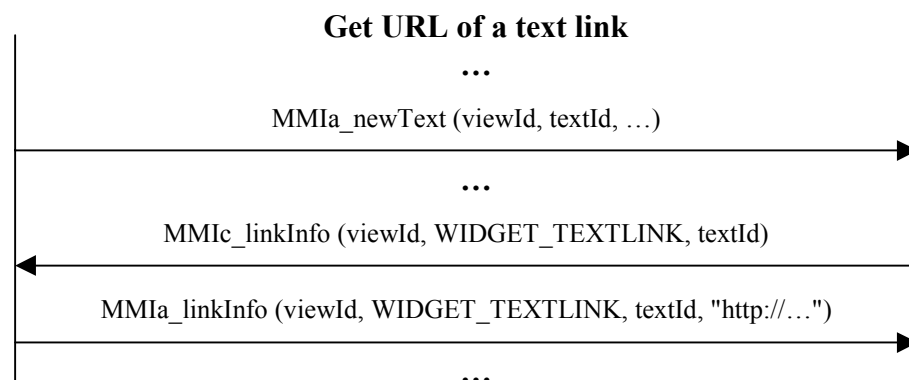 Get URL of a text link
…
MMIa_newText (viewId, textId, …)
…
MMIc_linkInfo (viewId, WIDGET_TEXTLINK, textId)
MMIa_linkInfo (viewId, WIDGET_TEXTLINK, textId, "http://…")
…